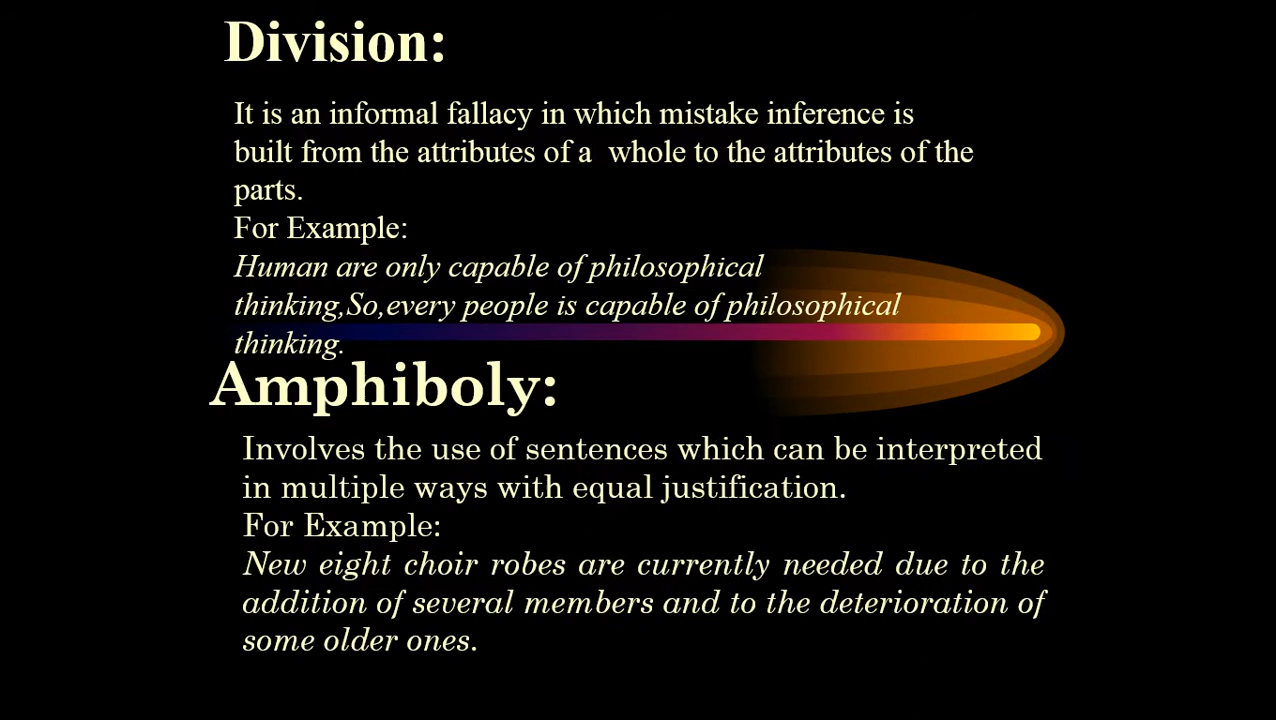 Division:
It is an informal fallacy in which mistake inference is
built from the attributes of a whole to the attributes of the
parts.
For Example:
Human are only capable of philosophical
thinking,So,every people is capable of philosophical
thinking.
Amphiboly:
Involves the use of sentences which can be interpreted
in multiple ways with equal justification.
For Example:
New eight choir robes are currently needed due to the
addition of several members and to the deterioration of
some older ones.